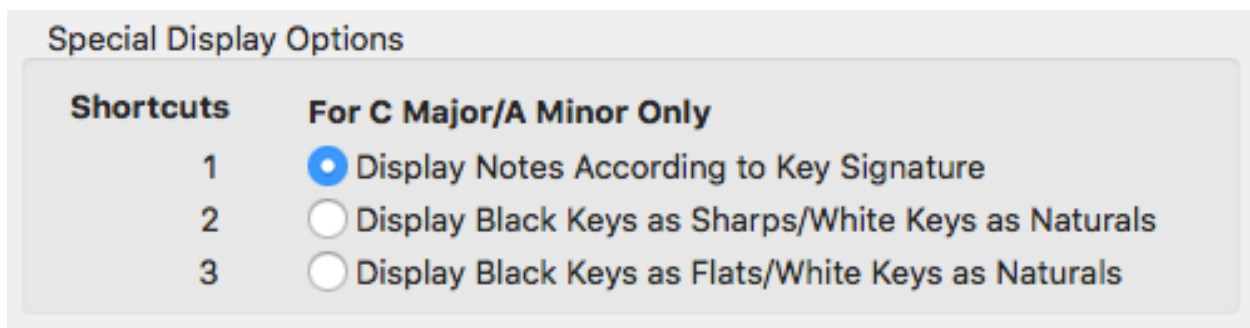 Special Display Options
Shortcuts For C Major/A Minor Only
1 Display Notes According to Key Signature
2 Display Black Keys as Sharps/White Keys as Naturals
3 Display Black Keys as Flats/White Keys as Naturals